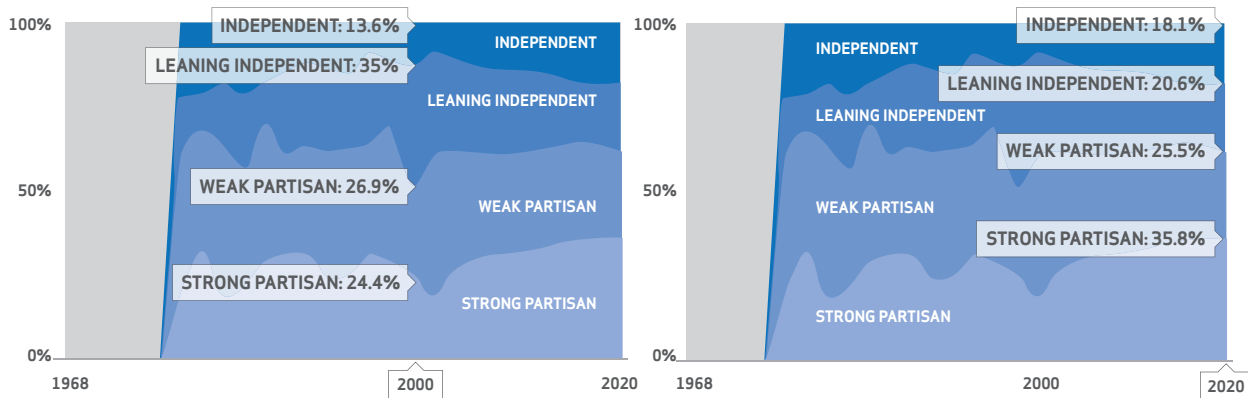 100%
INDEPENDENT: 13.6%
INDEPENDENT
LEANING INDEPENDENT: 35%
LEANING INDEPENDENT
50%
WEAK PARTISAN: 26.9%
WEAK PARTISAN
STRONG PARTISAN: 24.4%
STRONG PARTISAN
0%
1968
2000
2020
100%
INDEPENDENT: 18.1%
INDEPENDENT
LEANING INDEPENDENT: 20.6%
LEANING INDEPENDENT
WEAK PARTISAN: 25.5%
50%
WEAK PARTISAN
STRONG PARTISAN: 35.8%
STRONG PARTISAN
0%
1968
2000
2020